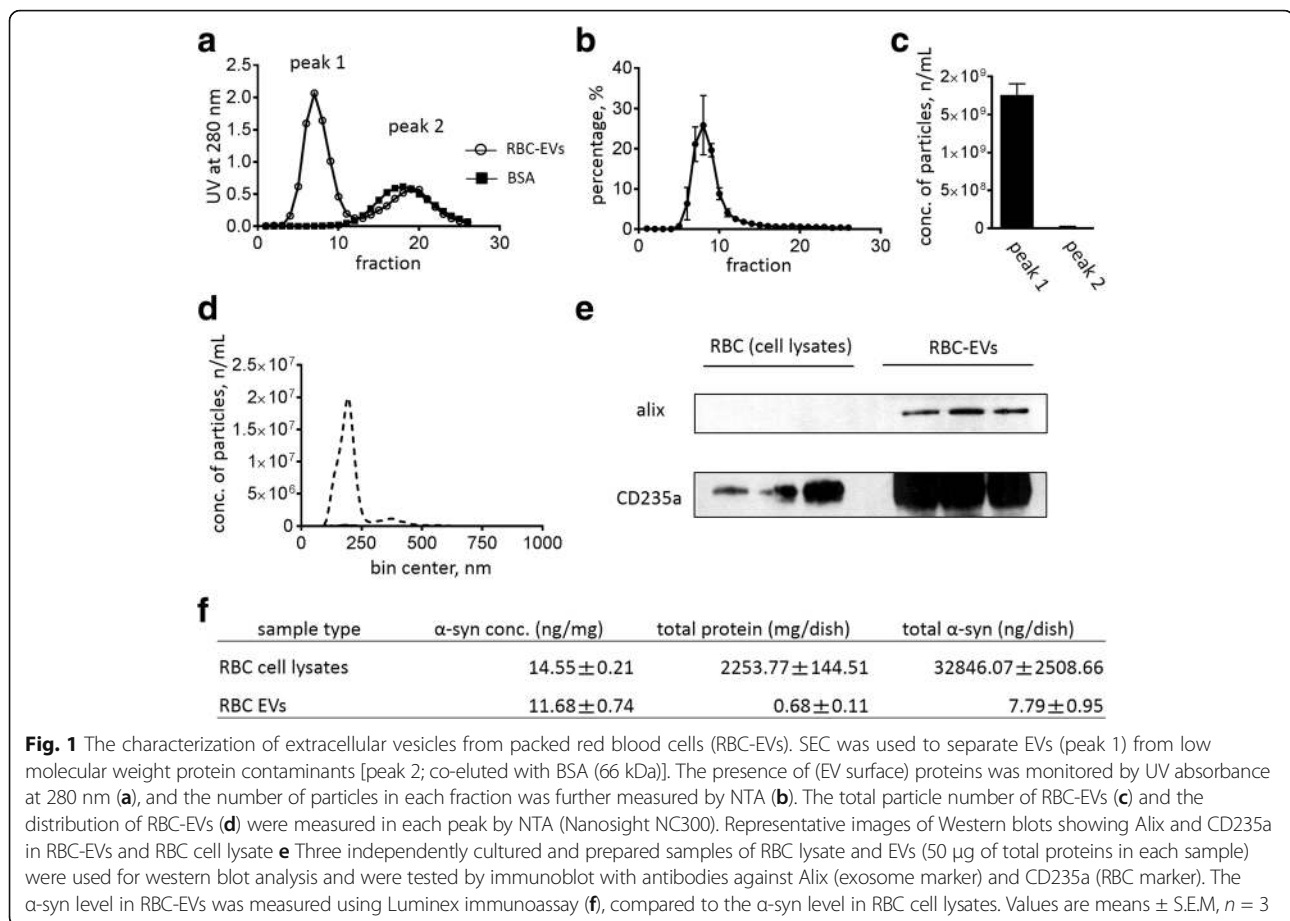 a
peak 1
peak 2
2.5
2.0
1.5
1.0
0.5
0.0
UV at 280 nm
0
10
20
30
fraction
RBC-EVs
BSA
b
40
30
20
10
0
percentage, %
0
10
20
30
fraction
c
2×10⁹
5×10⁹
1×10⁹
5×10⁸
0
conc. of particles, n/mL
peak 1
peak 2
d
2.5×10⁷
2.0×10⁷
1.5×10⁷
1×10⁷
5×10⁶
0
conc. of particles, n/mL
0
250
500
750
1000
bin center, nm
e
RBC (cell lysates)
RBC-EVs
alix
CD235a
f
sample type α-syn conc. (ng/mg) total protein (mg/dish) total α-syn (ng/dish)
RBC cell lysates 14.55±0.21 2253.77±144.51 32846.07±2508.66
RBC EVs 11.68±0.74 0.68±0.11 7.79±0.95
Fig. 1 The characterization of extracellular vesicles from packed red blood cells (RBC-EVs). SEC was used to separate EVs (peak 1) from low
molecular weight protein contaminants [peak 2; co-eluted with BSA (66 kDa)]. The presence of (EV surface) proteins was monitored by UV absorbance
at 280 nm (a), and the number of particles in each fraction was further measured by NTA (b). The total particle number of RBC-EVs (c) and the
distribution of RBC-EVs (d) were measured in each peak by NTA (Nanosight NC300). Representative images of Western blots showing Alix and CD235a
in RBC-EVs and RBC cell lysate e Three independently cultured and prepared samples of RBC lysate and EVs (50 μg of total proteins in each sample)
were used for western blot analysis and were tested by immunoblot with antibodies against Alix (exosome marker) and CD235a (RBC marker). The
α-syn level in RBC-EVs was measured using Luminex immunoassay (f), compared to the α-syn level in RBC cell lysates. Values are means ± S.E.M, n = 3